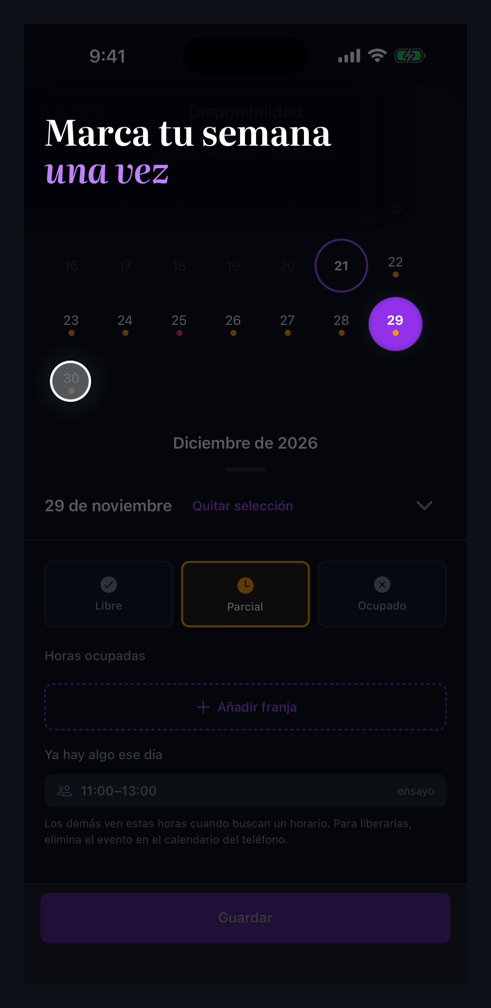 9:41
Disponibilidad
Marca tu semana
una vez
15
16 17 18 19 20 21 22
23 24 25 26 27 28 29
30
Diciembre de 2026
29 de noviembre Quitar selección
Libre Parcial Ocupado
Horas ocupadas
+ Añadir franja
Ya hay algo ese día
11:00–13:00 ensayo
Los demás ven estas horas cuando buscan un horario. Para liberarlas,
elimina el evento en el calendario del teléfono.
Guardar